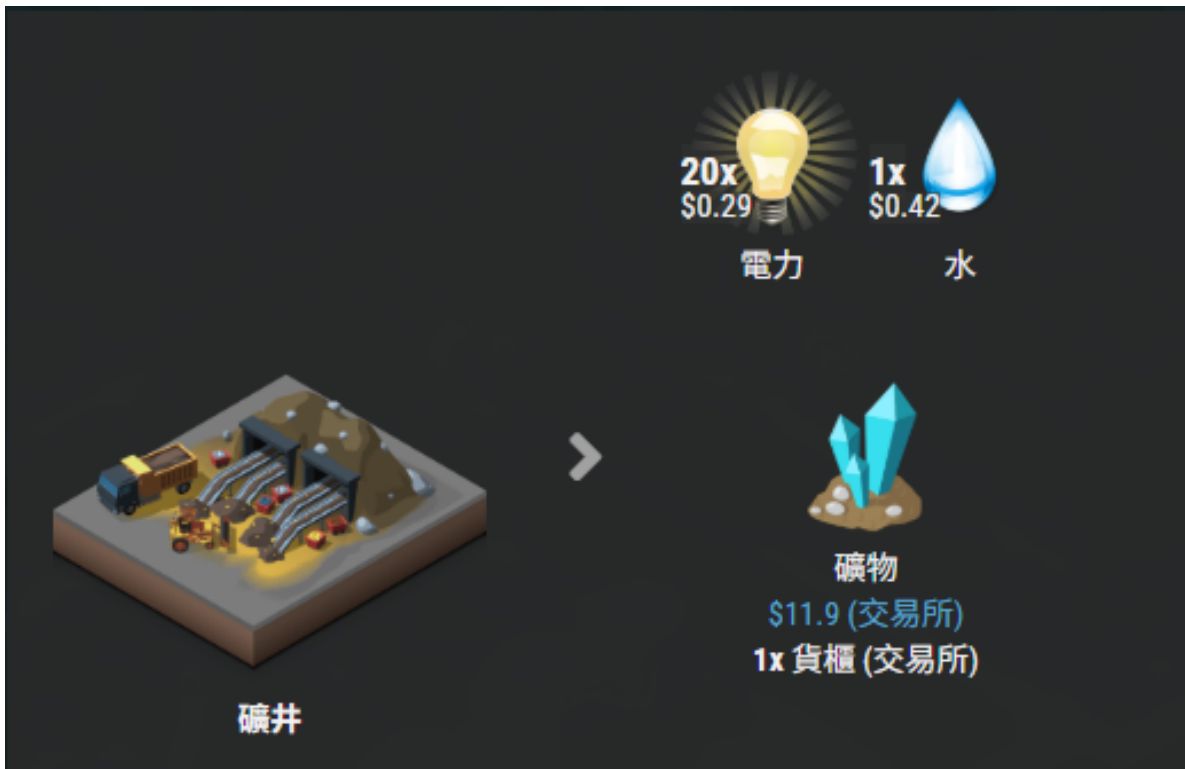 20x
$0.29
電力
1x
$0.42
水
礦井
礦物
$11.9 (交易所)
1x 貨櫃 (交易所)